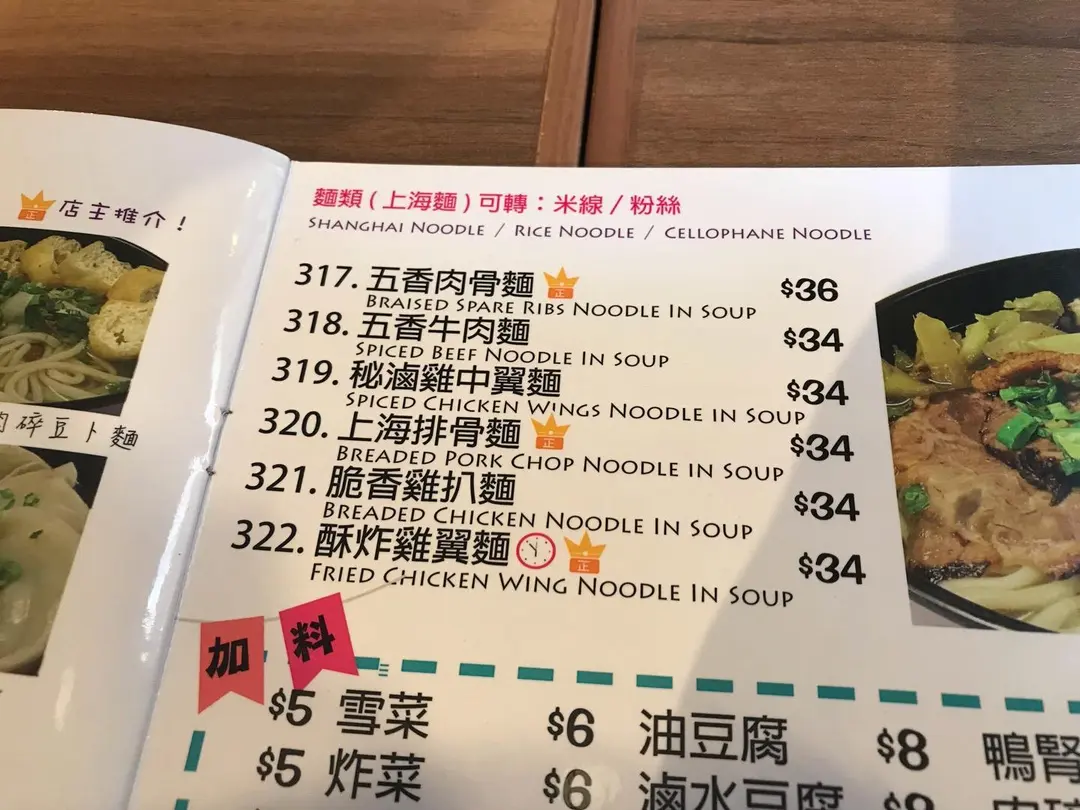 店主推介！
碎豆卜麵
麵類（上海麵）可轉：米線 / 粉絲
SHANGHAI NOODLE / RICE NOODLE / CELLOPHANE NOODLE
317. 五香肉骨麵 正 $36
BRAISED SPARE RIBS NOODLE IN SOUP
318. 五香牛肉麵 $34
SPICED BEEF NOODLE IN SOUP
319. 秘滷雞中翼麵 $34
SPICED CHICKEN WINGS NOODLE IN SOUP
320. 上海排骨麵 正 $34
BREADED PORK CHOP NOODLE IN SOUP
321. 脆香雞扒麵 $34
BREADED CHICKEN NOODLE IN SOUP
322. 酥炸雞翼麵 正 $34
FRIED CHICKEN WING NOODLE IN SOUP
加料
$5 雪菜 $6 油豆腐 $8 鴨腎
$5 炸菜 $6 滷水豆腐